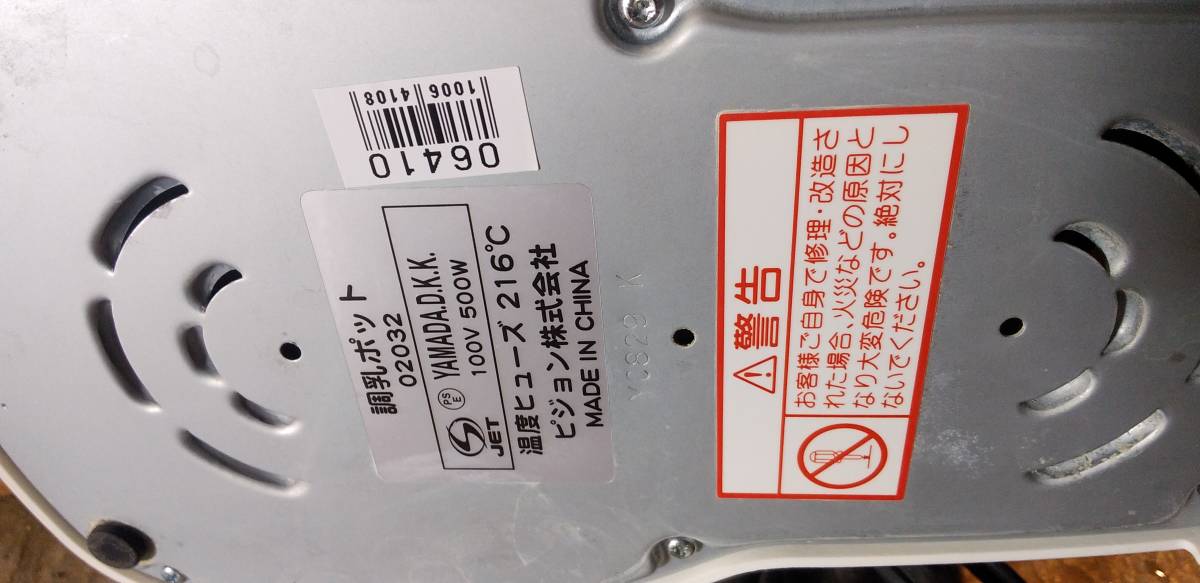 06410
1006 4108
調乳ポット
02032
PS
E
YAMADA.D.K.K.
100V 500W
JET
温度ヒューズ 216℃
ピジョン株式会社
MADE IN CHINA
YC829 K
警告
お客様ご自身で修理・改造さ
れた場合、火災などの原因と
なり大変危険です。絶対にし
ないでください。